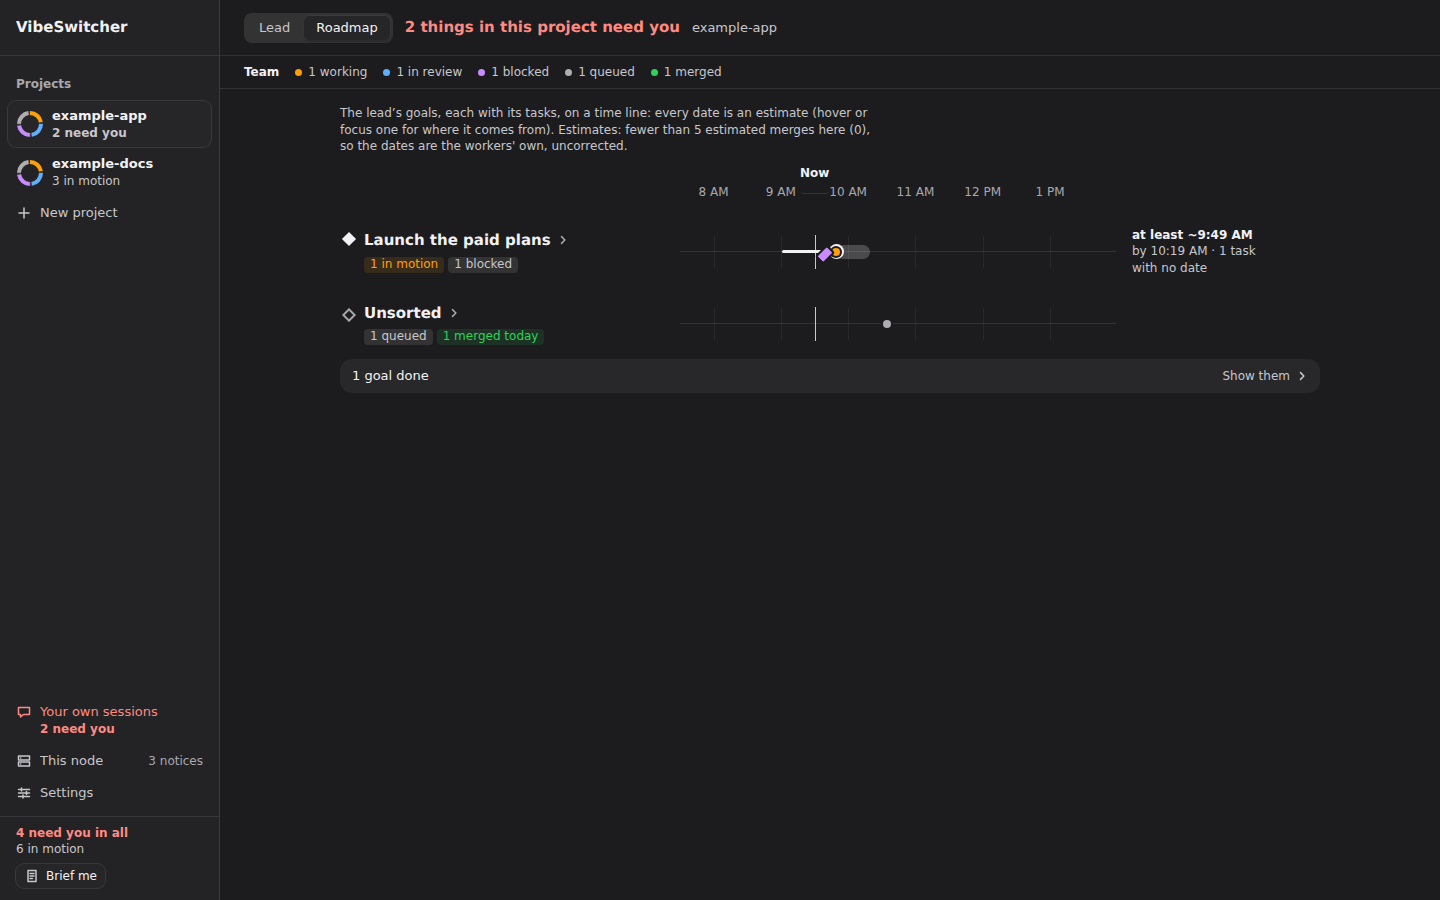 VibeSwitcher
Projects
example-app
2 need you
example-docs
3 in motion
New project
Your own sessions
2 need you
This node
3 notices
Settings
4 need you in all
6 in motion
Brief me
Lead
Roadmap
2 things in this project need you
example-app
Team
1 working
1 in review
1 blocked
1 queued
1 merged
The lead’s goals, each with its tasks, on a time line: every date is an estimate (hover or
focus one for where it comes from). Estimates: fewer than 5 estimated merges here (0),
so the dates are the workers' own, uncorrected.
Now
8 AM
9 AM
10 AM
11 AM
12 PM
1 PM
Launch the paid plans
1 in motion
1 blocked
at least ~9:49 AM
by 10:19 AM · 1 task
with no date
Unsorted
1 queued
1 merged today
1 goal done
Show them